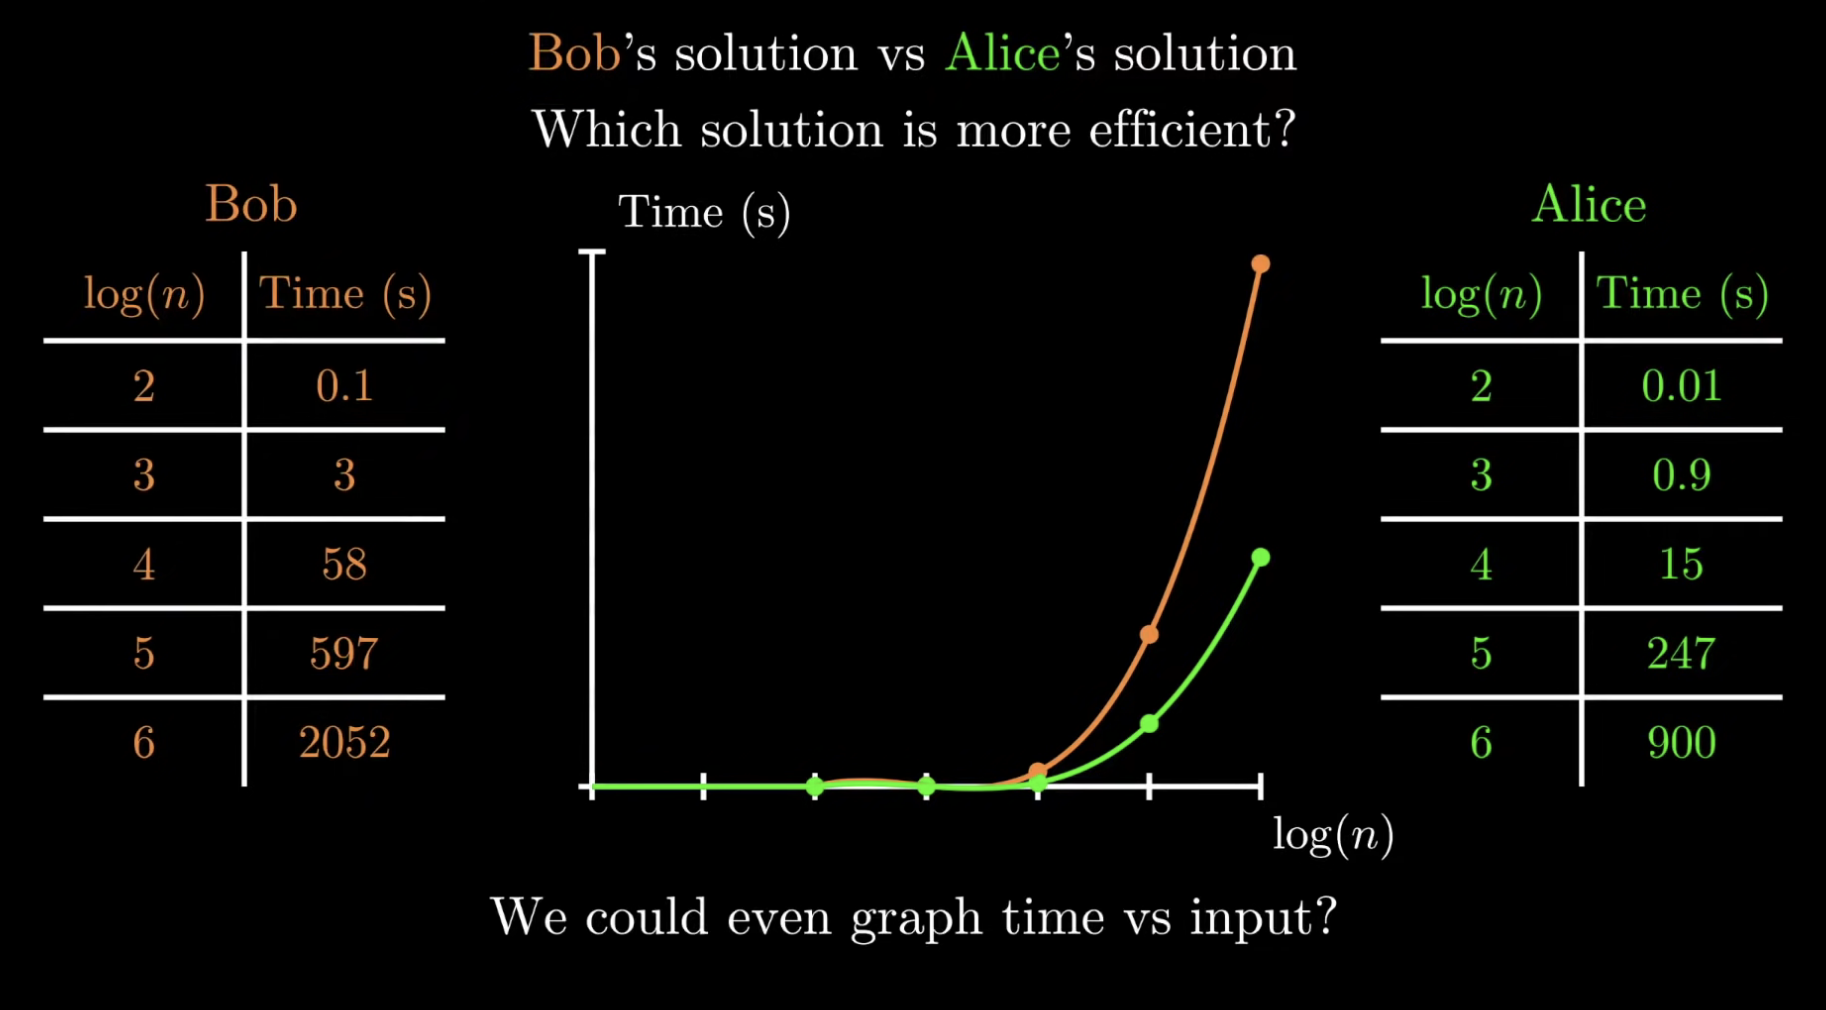 Bob's solution vs Alice's solution
Which solution is more efficient?
Bob
log(n) Time (s)
2 0.1
3 3
4 58
5 597
6 2052
Time (s)
log(n)
Alice
log(n) Time (s)
2 0.01
3 0.9
4 15
5 247
6 900
We could even graph time vs input?